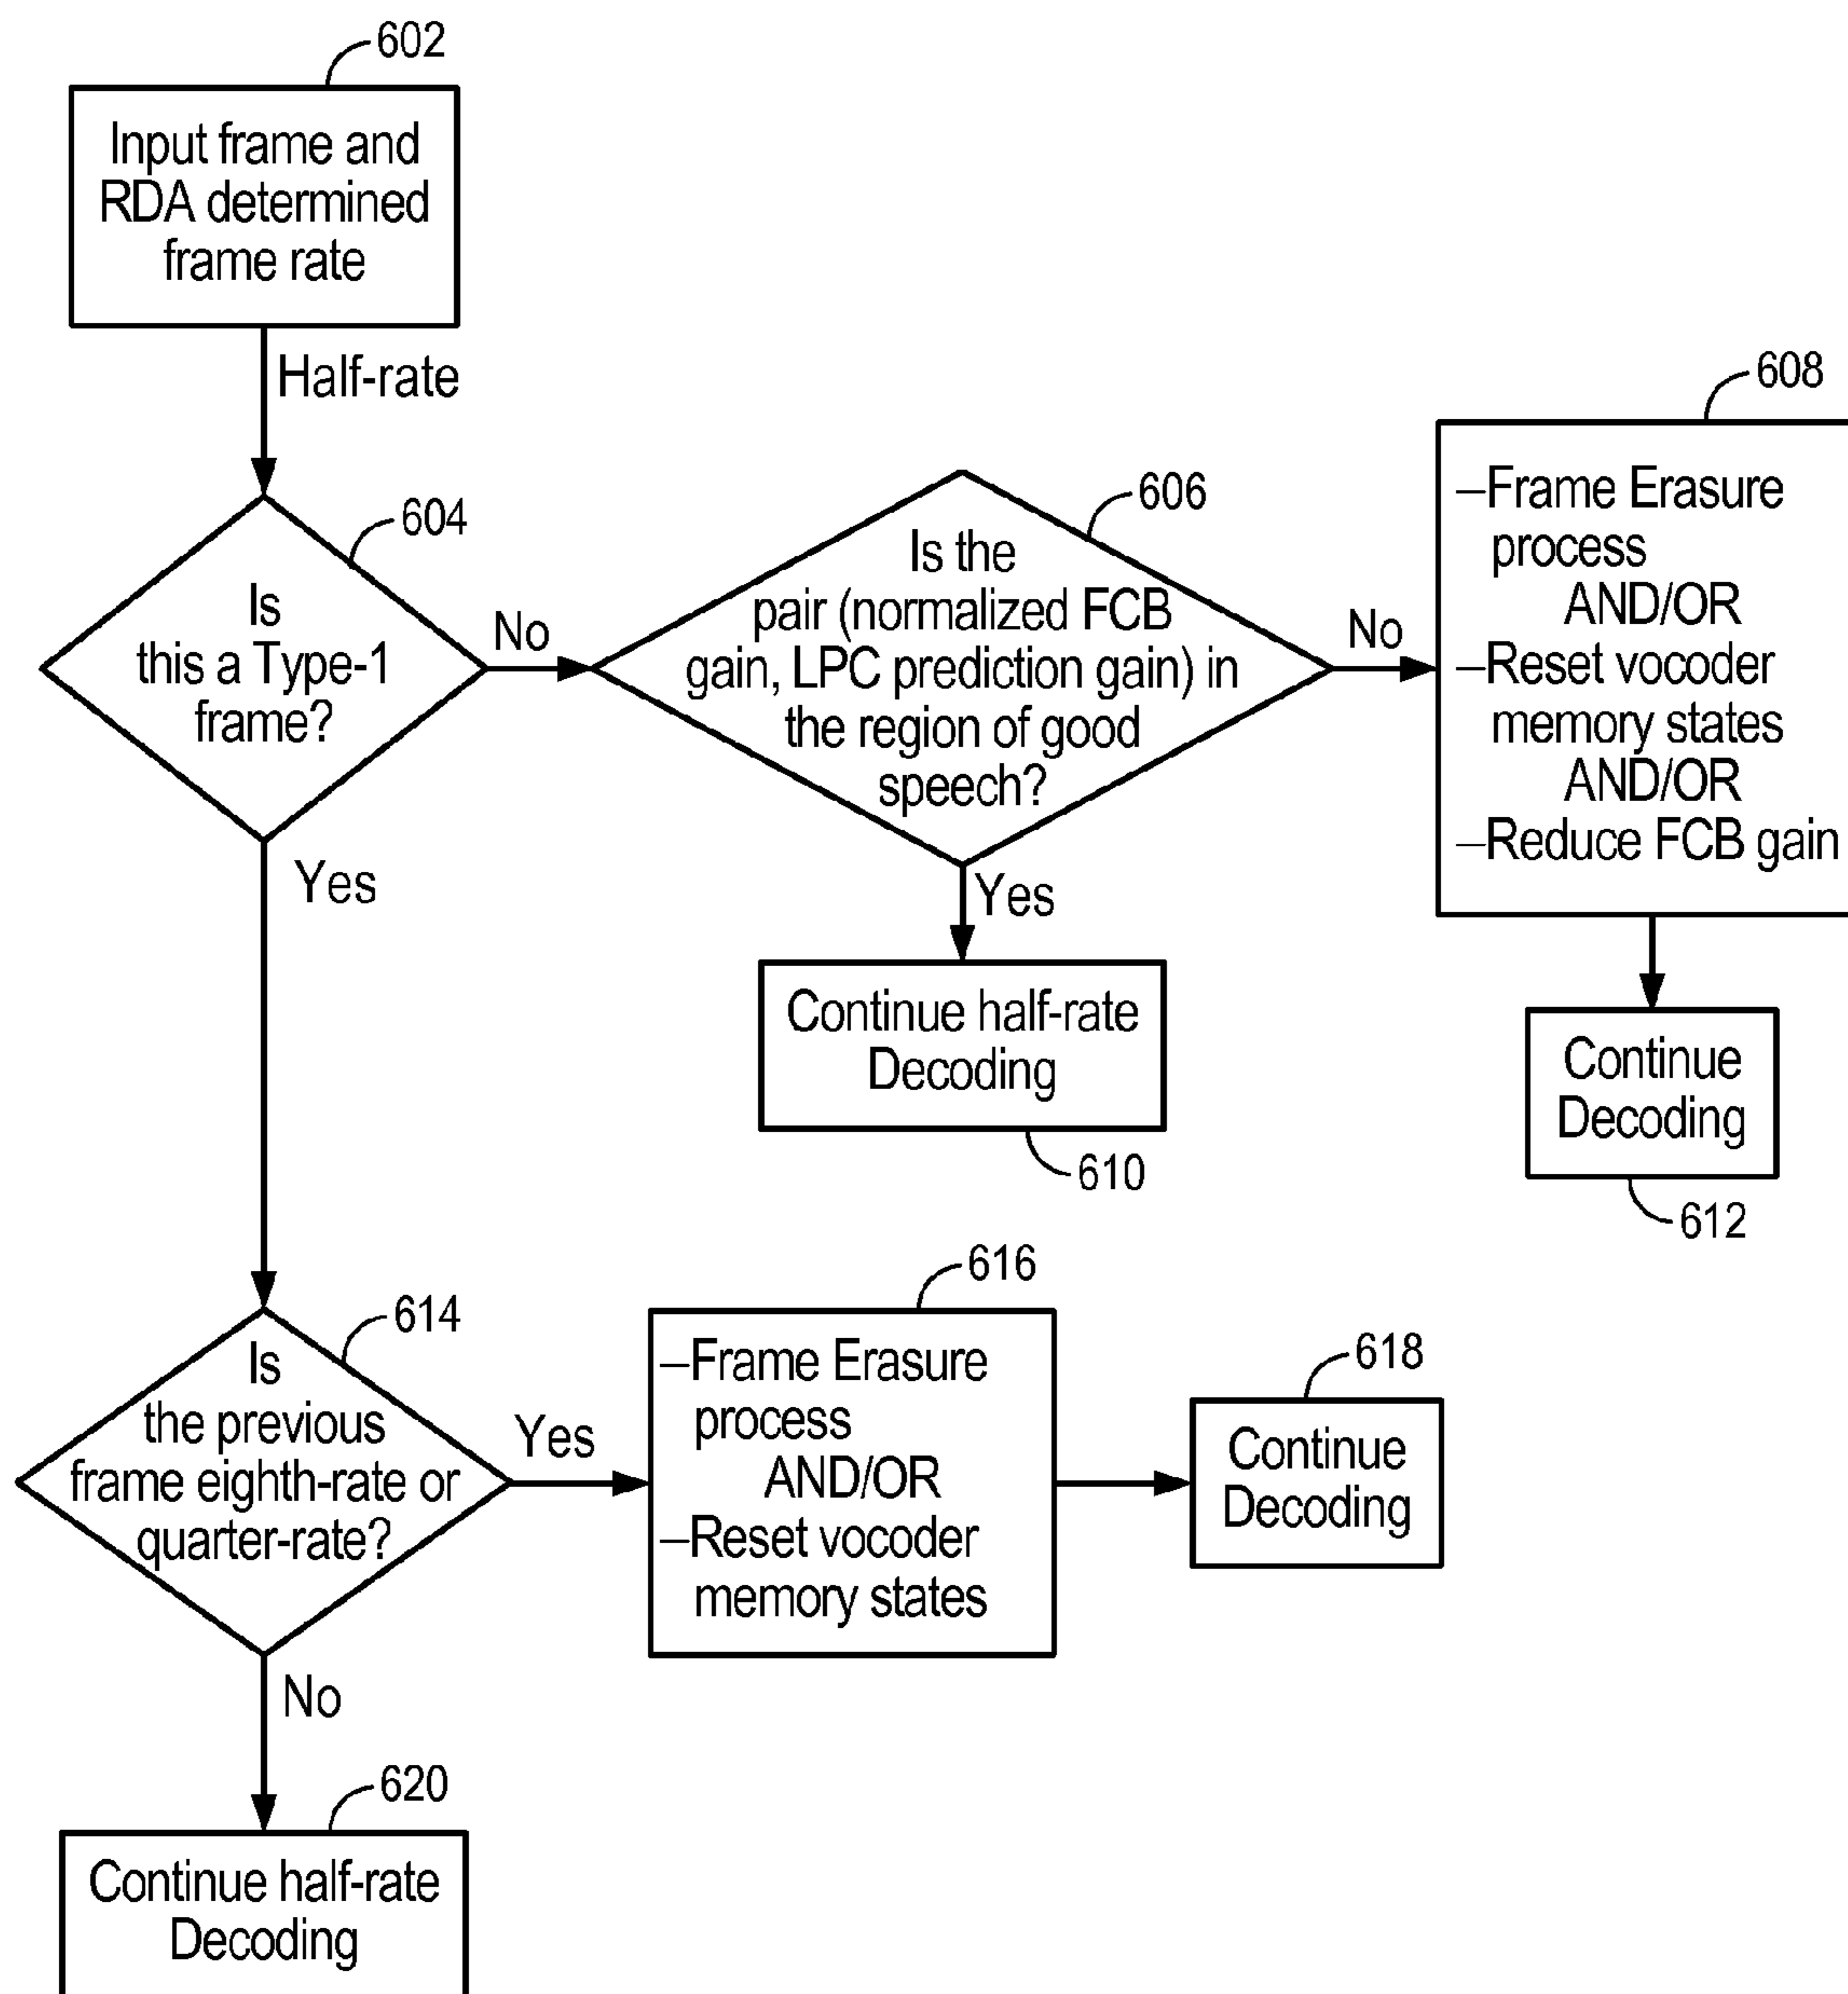 602
Input frame and
RDA determined
frame rate
Half-rate
604
Is
this a Type-1
frame?
No
Yes
606
Is the
pair (normalized FCB
gain, LPC prediction gain) in
the region of good
speech?
No
Yes
608
–Frame Erasure
process
AND/OR
–Reset vocoder
memory states
AND/OR
–Reduce FCB gain
Continue half-rate
Decoding
610
Continue
Decoding
612
614
Is
the previous
frame eighth-rate or
quarter-rate?
Yes
No
616
–Frame Erasure
process
AND/OR
–Reset vocoder
memory states
618
Continue
Decoding
620
Continue half-rate
Decoding